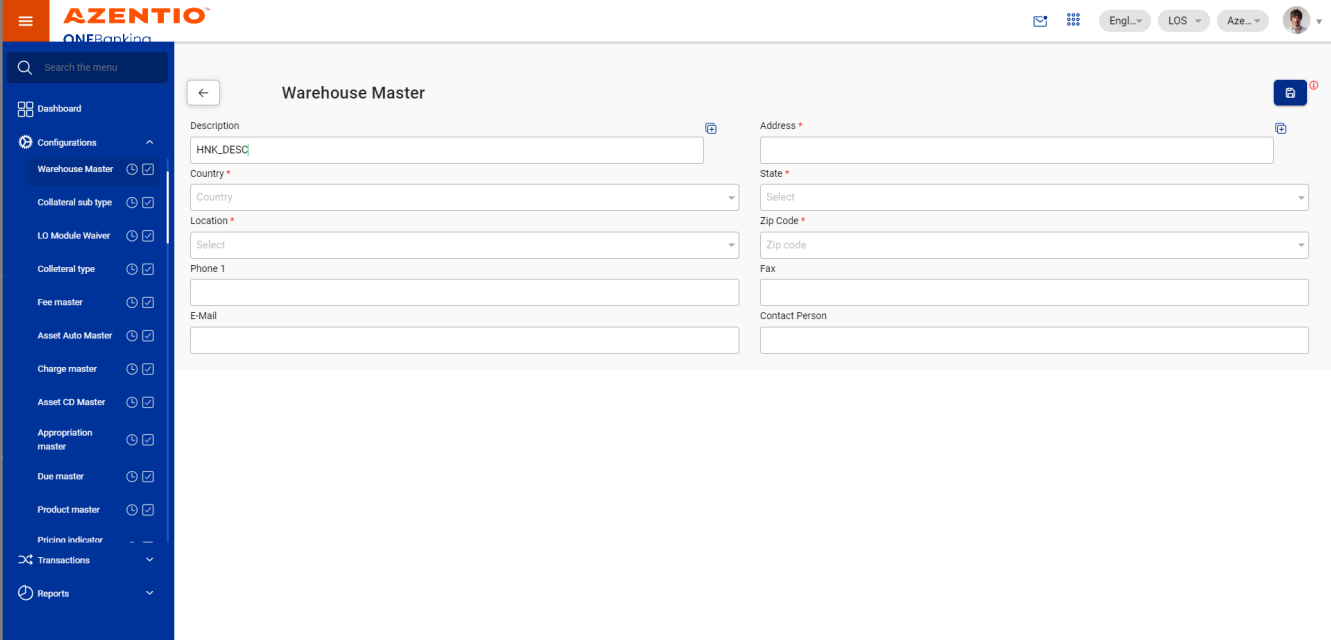 AZENTIO™
ONEBanking
Engl...
LOS
Aze...
Search the menu
Dashboard
Configurations
Warehouse Master
Collateral sub type
LO Module Waiver
Colleteral type
Fee master
Asset Auto Master
Charge master
Asset CD Master
Appropriation
master
Due master
Product master
Pricing indicator
Transactions
Reports
Warehouse Master
Description
HNK_DESC
Address *
Country *
Country
State *
Select
Location *
Select
Zip Code *
Zip code
Phone 1
Fax
E-Mail
Contact Person